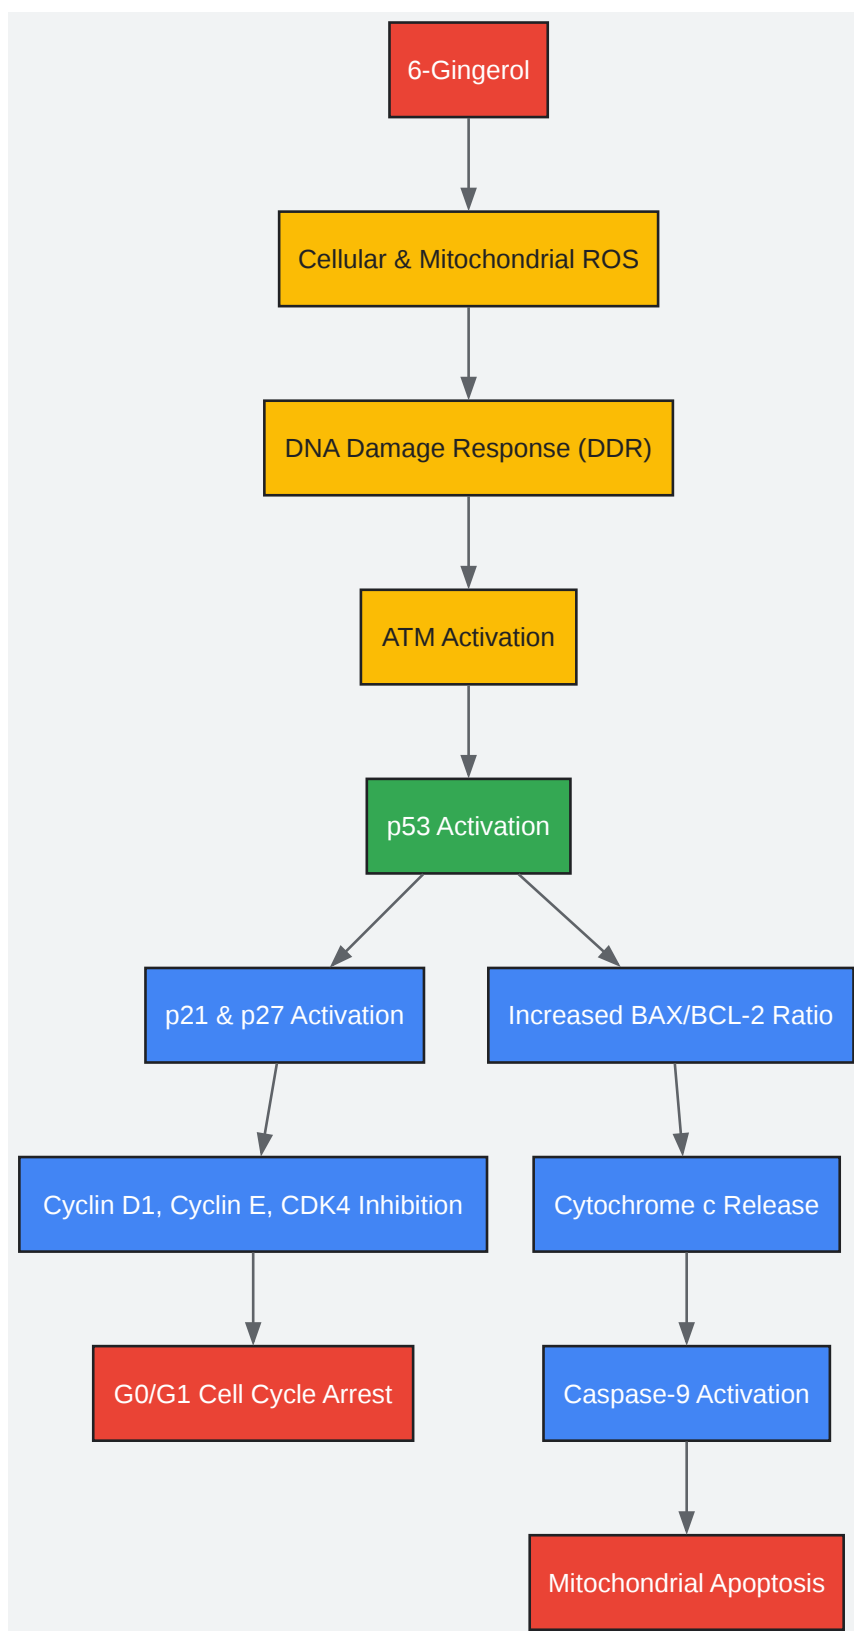 6-Gingerol
Cellular & Mitochondrial ROS
DNA Damage Response (DDR)
ATM Activation
p53 Activation
p21 & p27 Activation
Increased BAX/BCL-2 Ratio
Cyclin D1, Cyclin E, CDK4 Inhibition
Cytochrome c Release
G0/G1 Cell Cycle Arrest
Caspase-9 Activation
Mitochondrial Apoptosis